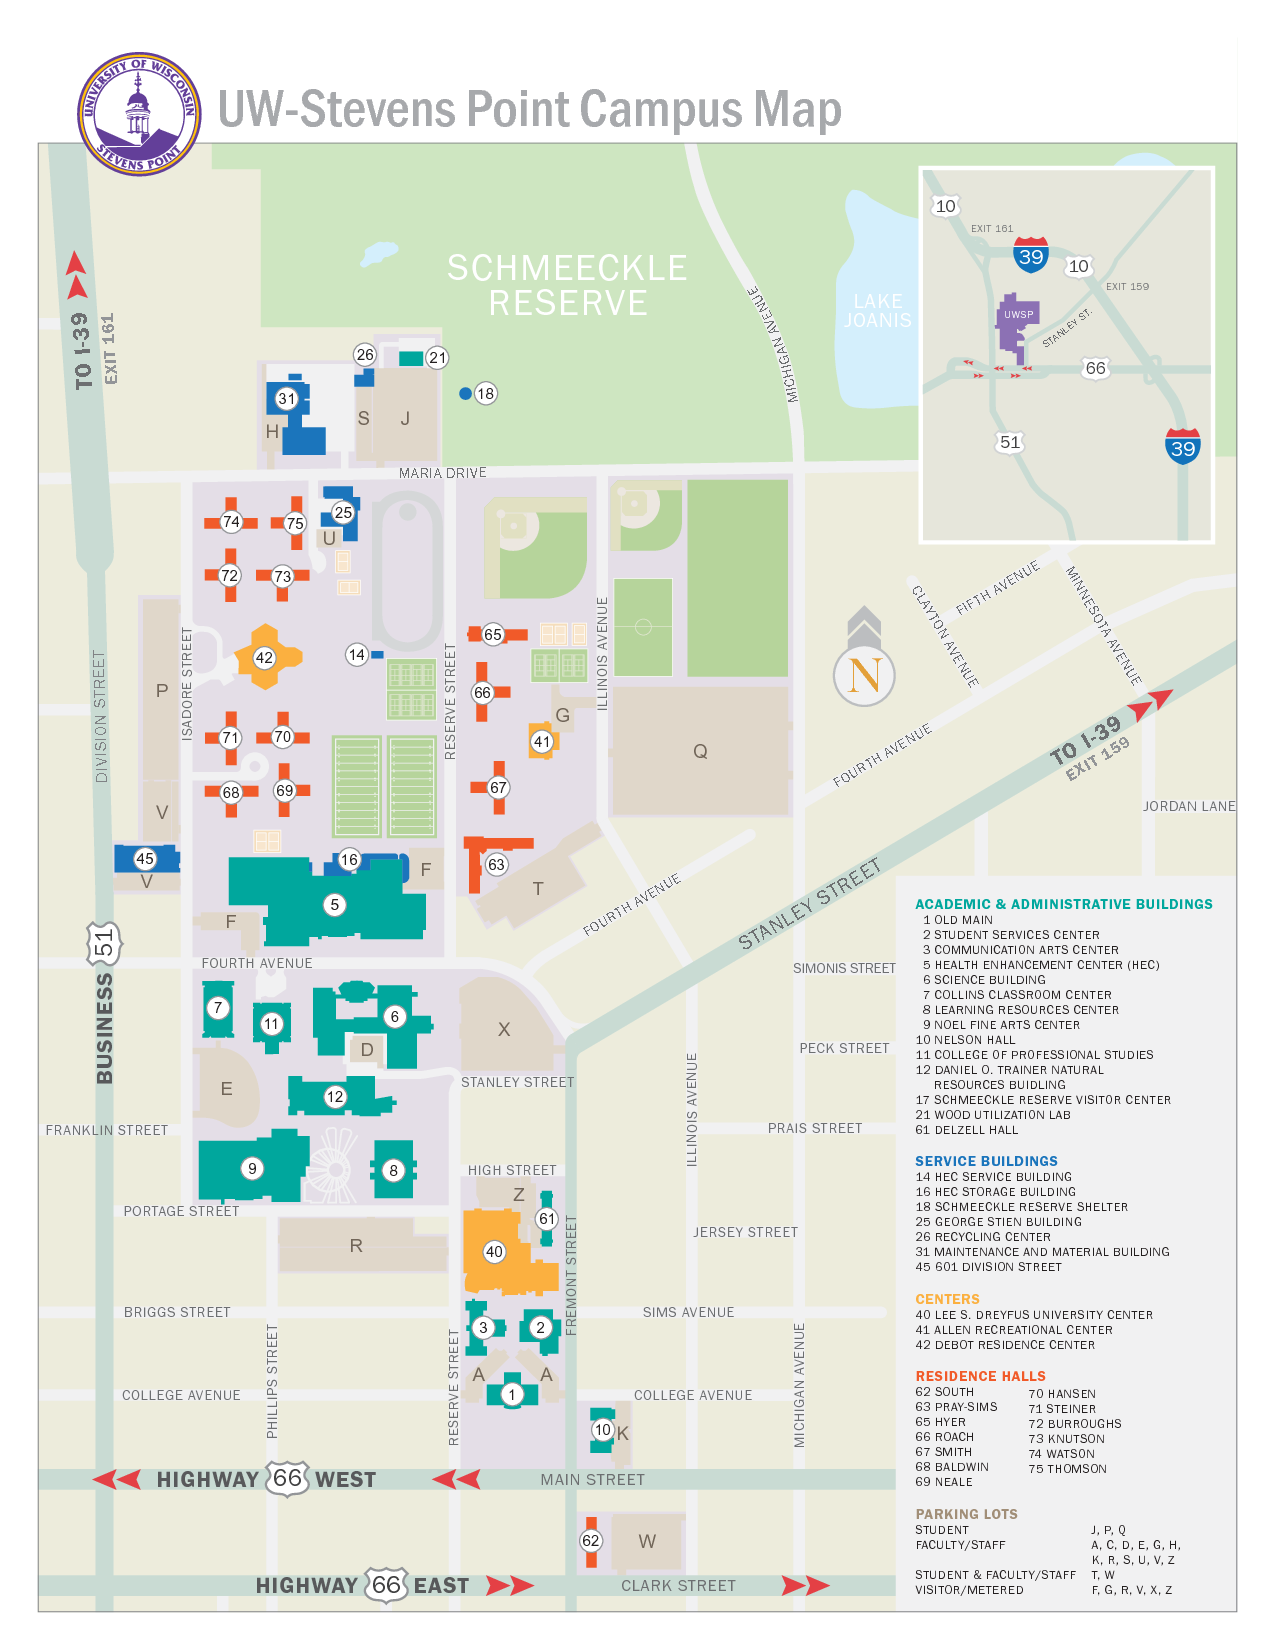 UNIVERSITY OF WISCONSIN
STEVENS POINT
UW-Stevens Point Campus Map
SCHMEECKLE
RESERVE
LAKE
JOANIS
MICHIGAN AVENUE
TO I-39
EXIT 161
10
EXIT 161
39
10
EXIT 159
UWSP
STANLEY ST.
66
51
39
26
21
18
31
H
S
J
MARIA DRIVE
74
75
25
U
72
73
42
14
65
66
G
41
P
Q
71
70
68
69
67
V
45
V
16
F
63
T
5
F
DIVISION STREET
ISADORE STREET
RESERVE STREET
ILLINOIS AVENUE
N
CLAYTON AVENUE
FIFTH AVENUE
MINNESOTA AVENUE
FOURTH AVENUE
TO I-39
EXIT 159
JORDAN LANE
FOURTH AVENUE
STANLEY STREET
BUSINESS 51
FOURTH AVENUE
SIMONIS STREET
7
11
6
X
D
E
12
PECK STREET
STANLEY STREET
ILLINOIS AVENUE
FRANKLIN STREET
PRAIS STREET
9
8
HIGH STREET
Z
61
PORTAGE STREET
R
40
JERSEY STREET
FREMONT STREET
BRIGGS STREET
SIMS AVENUE
3
2
PHILLIPS STREET
RESERVE STREET
MICHIGAN AVENUE
A
A
1
COLLEGE AVENUE
COLLEGE AVENUE
10
K
HIGHWAY 66 WEST
MAIN STREET
62
W
HIGHWAY 66 EAST
CLARK STREET
ACADEMIC & ADMINISTRATIVE BUILDINGS
1 OLD MAIN
2 STUDENT SERVICES CENTER
3 COMMUNICATION ARTS CENTER
5 HEALTH ENHANCEMENT CENTER (HEC)
6 SCIENCE BUILDING
7 COLLINS CLASSROOM CENTER
8 LEARNING RESOURCES CENTER
9 NOEL FINE ARTS CENTER
10 NELSON HALL
11 COLLEGE OF PROFESSIONAL STUDIES
12 DANIEL O. TRAINER NATURAL
RESOURCES BUIDLING
17 SCHMEECKLE RESERVE VISITOR CENTER
21 WOOD UTILIZATION LAB
61 DELZELL HALL
SERVICE BUILDINGS
14 HEC SERVICE BUILDING
16 HEC STORAGE BUILDING
18 SCHMEECKLE RESERVE SHELTER
25 GEORGE STIEN BUILDING
26 RECYCLING CENTER
31 MAINTENANCE AND MATERIAL BUILDING
45 601 DIVISION STREET
CENTERS
40 LEE S. DREYFUS UNIVERSITY CENTER
41 ALLEN RECREATIONAL CENTER
42 DEBOT RESIDENCE CENTER
RESIDENCE HALLS
62 SOUTH
63 PRAY-SIMS
65 HYER
66 ROACH
67 SMITH
68 BALDWIN
69 NEALE
70 HANSEN
71 STEINER
72 BURROUGHS
73 KNUTSON
74 WATSON
75 THOMSON
PARKING LOTS
STUDENT J, P, Q
FACULTY/STAFF A, C, D, E, G, H,
K, R, S, U, V, Z
STUDENT & FACULTY/STAFF T, W
VISITOR/METERED F, G, R, V, X, Z